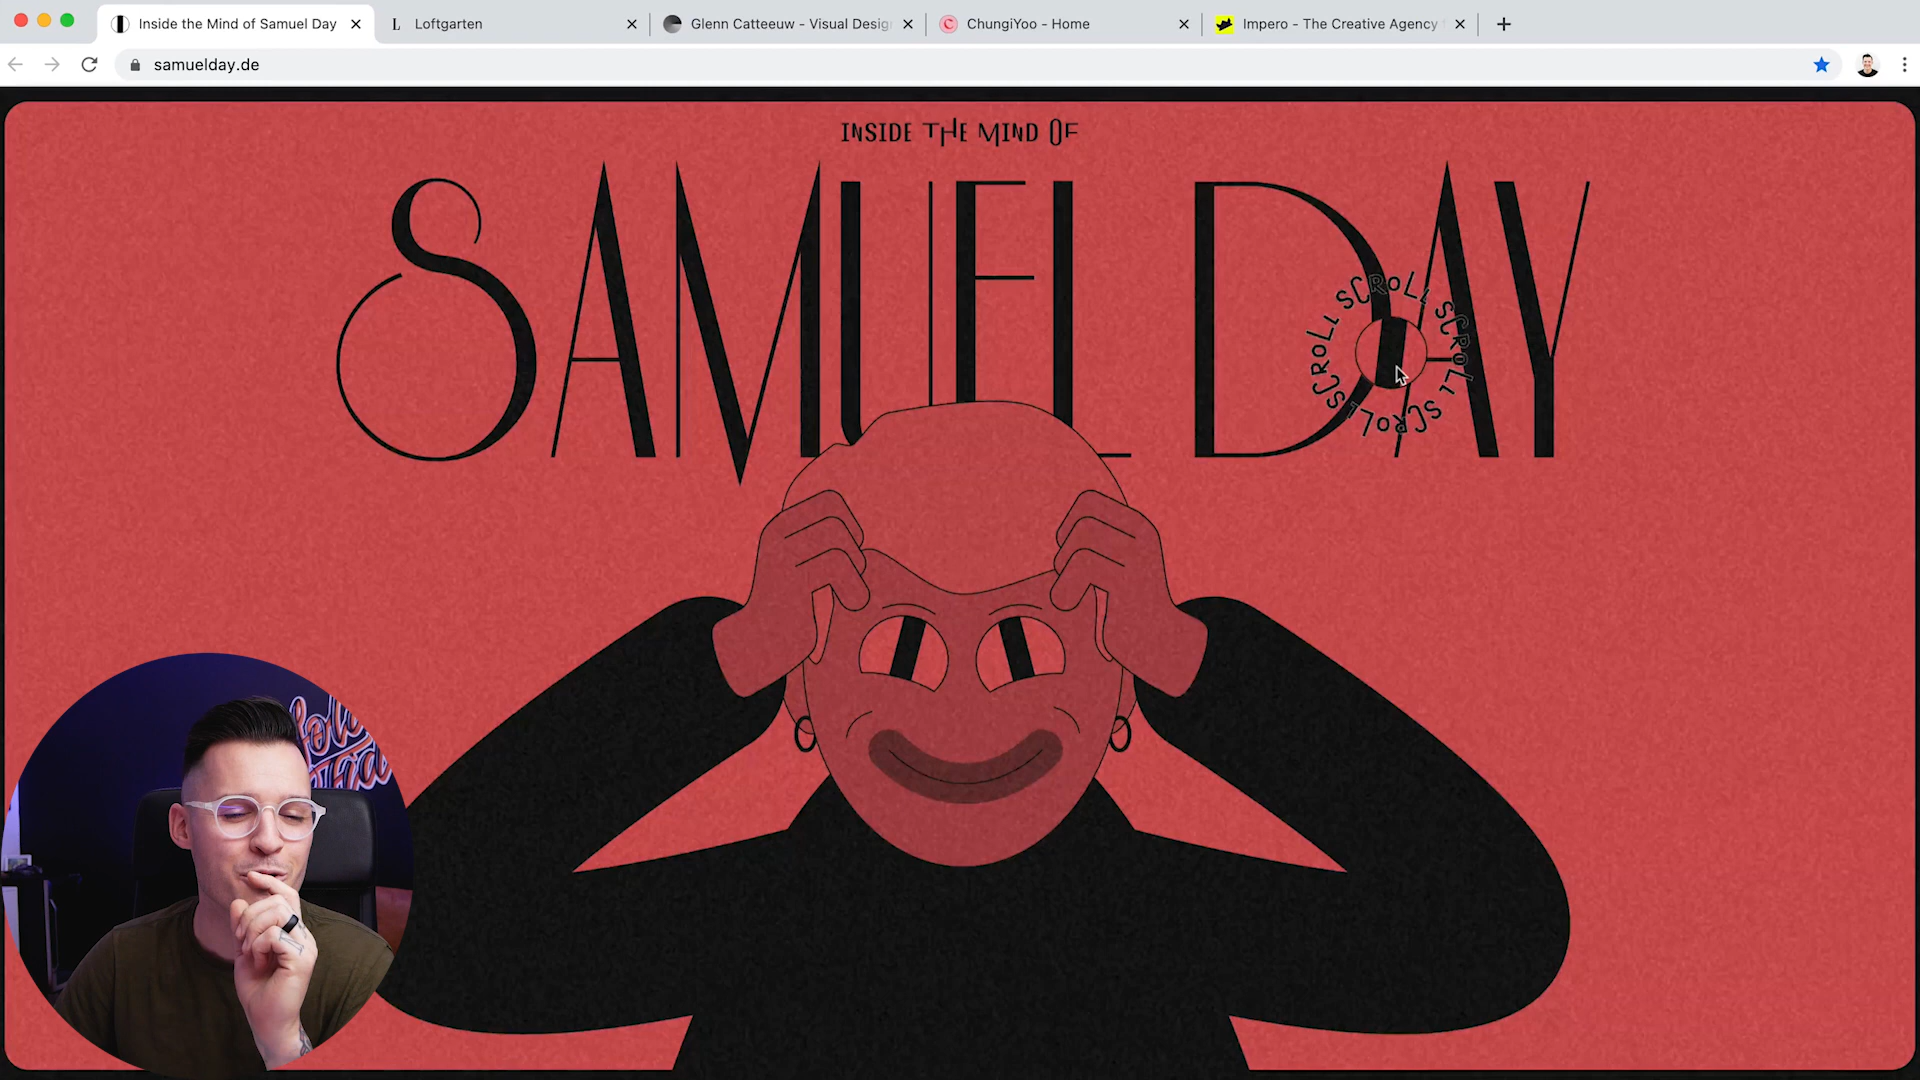 Inside the Mind of Samuel Day
L Loftgarten
Glenn Catteeuw - Visual Desig
C ChungiYoo - Home
Impero - The Creative Agency
samuelday.de
INSIDE THE MIND OF
SAMUEL DAY
SCROLL SCROLL SCROLL SCROLL